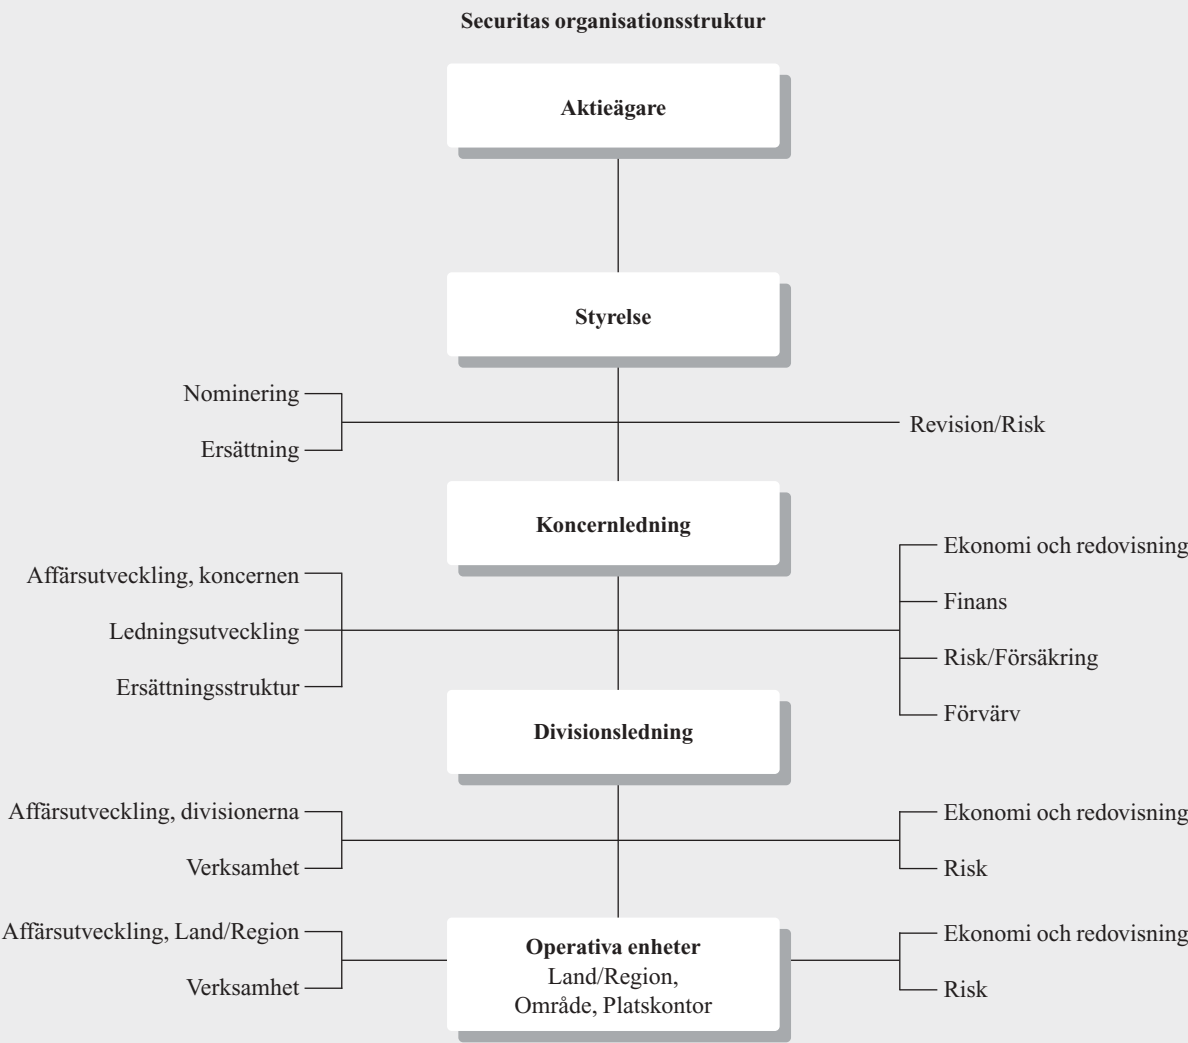 Securitas organisationsstruktur
Aktieägare
Styrelse
Nominering
Ersättning
Revision/Risk
Koncernledning
Affärsutveckling, koncernen
Ledningsutveckling
Ersättningsstruktur
Ekonomi och redovisning
Finans
Risk/Försäkring
Förvärv
Divisionsledning
Affärsutveckling, divisionerna
Verksamhet
Ekonomi och redovisning
Risk
Affärsutveckling, Land/Region
Verksamhet
Operativa enheter
Land/Region,
Område, Platskontor
Ekonomi och redovisning
Risk